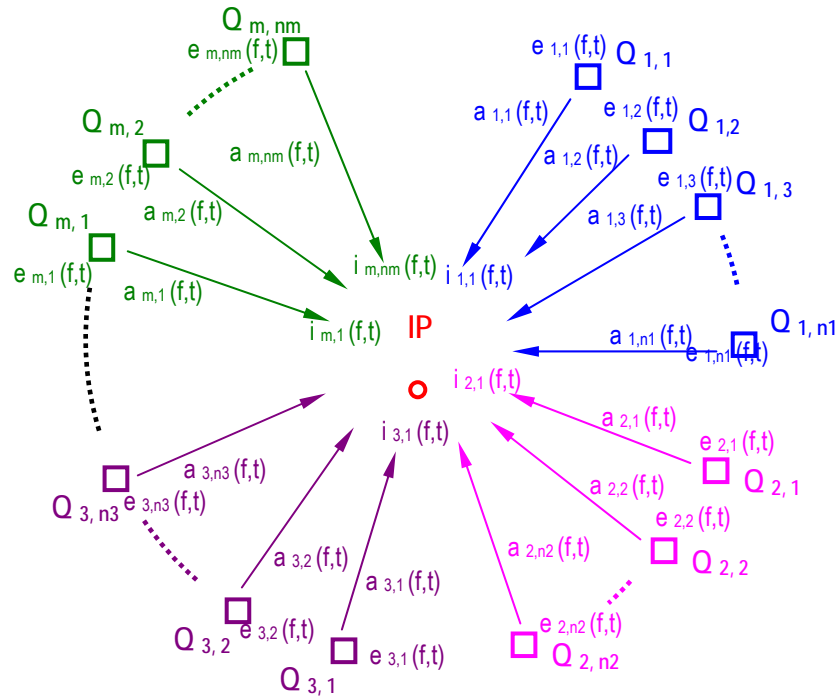 Q m, nm
e m,nm (f,t)
a m,nm (f,t)
Q m, 2
e m,2 (f,t)
a m,2 (f,t)
Q m, 1
e m,1 (f,t)
a m,1 (f,t)
i m,nm (f,t)
i m,1 (f,t)
e 1,1 (f,t) Q 1, 1
a 1,1 (f,t)
e 1,2 (f,t) Q 1,2
a 1,2 (f,t)
e 1,3 (f,t) Q 1, 3
a 1,3 (f,t)
i 1,1 (f,t)
Q 1, n1
a 1,n1 (f,t)
e 1,n1 (f,t)
IP
i 2,1 (f,t)
a 2,1 (f,t)
e 2,1 (f,t)
Q 2, 1
a 2,2 (f,t)
e 2,2 (f,t)
Q 2, 2
a 2,n2 (f,t)
e 2,n2 (f,t)
Q 2, n2
i 3,1 (f,t)
a 3,n3 (f,t)
Q 3, n3 e 3,n3 (f,t)
a 3,2 (f,t)
e 3,2 (f,t)
Q 3, 2
a 3,1 (f,t)
e 3,1 (f,t)
Q 3, 1